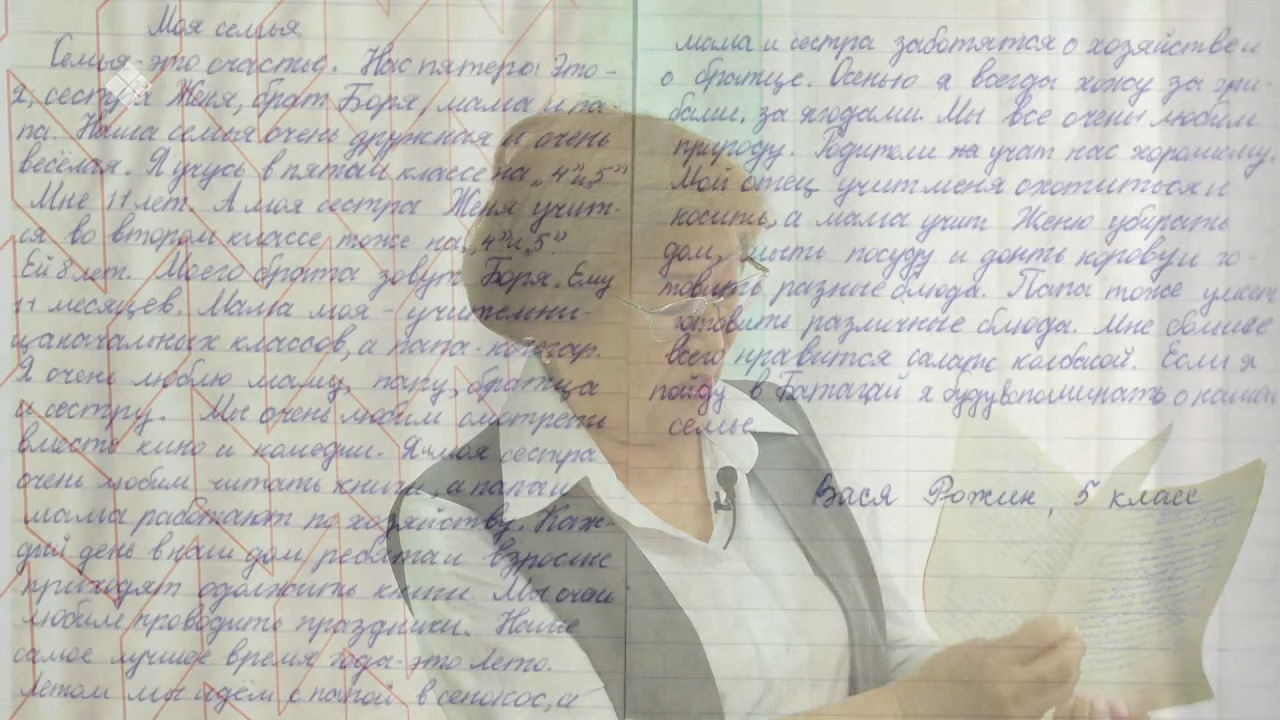 Моя семья.
Семья-это счастье. Нас пятеро: Это-
я, сестра Женя, брат Боря, мама и па-
па. Наша семья очень дружная и очень
весёлая. Я учусь в пятом классе на „4" и „5"
Мне 11 лет. А моя сестра Женя учит-
ся во втором классе тоже на „4" и „5"
Ей 8 лет. Моего брата зовут Боря. Ему
11 месяцев. Мама моя - учительни-
ца начальных классов, а папа - кочегар.
Я очень люблю маму, папу, братца
и сестру. Мы очень любим смотреть
вместе кино и комедии. Я и моя сестра
очень любим читать книги, а папа и
мама работают по хозяйству. Каж-
дый день в наш дом ребята и взрослые
приходят одолжить книги. Мы очень
любим проводить праздники. Наше
самое лучшее время года-это лето.
Летом мы идём с папой в сенокос, а
мама и сестра заботятся о хозяйстве и
о братце. Осенью я всегда хожу за гри-
бами, за ягодами. Мы все очень любим
природу. Родители на учат нас хорошему.
Мой отец учит меня охотиться и
косить, а мама учит Женю убирать
дом, мыть посуду и доить корову и го-
товить разные блюда. Папа тоже умеет
готовить различные блюда. Мне больше
всего нравится салат с колбасой. Если я
пойду в Батагай я буду вспоминать о нашей
семье.
Вася Рожин, 5 класс